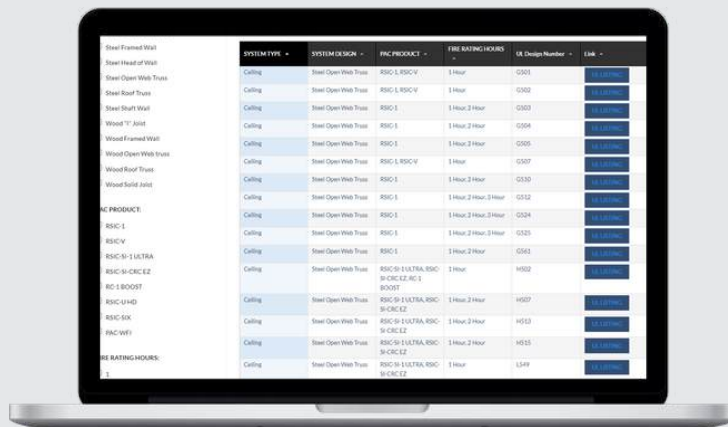 Steel Framed Wall
Steel Head of Wall
Steel Open Web Truss
Steel Roof Truss
Steel Shaft Wall
Wood "I" Joist
Wood Framed Wall
Wood Open Web truss
Wood Roof Truss
Wood Solid Joist
AC PRODUCT:
RSIC-1
RSIC-V
RSIC-SI-1 ULTRA
RSIC-SI-CRC EZ
RC-1 BOOST
RSIC-U HD
RSIC-SIX
PAC-WFI
IRE RATING HOURS:
1
SYSTEM TYPE SYSTEM DESIGN PAC PRODUCT FIRE RATING HOURS UL Design Number Link
Ceiling Steel Open Web Truss RSIC-1, RSIC-V 1 Hour G501 UL LISTING
Ceiling Steel Open Web Truss RSIC-1, RSIC-V 1 Hour G502 UL LISTING
Ceiling Steel Open Web Truss RSIC-1 1 Hour, 2 Hour G503 UL LISTING
Ceiling Steel Open Web Truss RSIC-1 1 Hour, 2 Hour G504 UL LISTING
Ceiling Steel Open Web Truss RSIC-1 1 Hour, 2 Hour G505 UL LISTING
Ceiling Steel Open Web Truss RSIC-1, RSIC-V 1 Hour G507 UL LISTING
Ceiling Steel Open Web Truss RSIC-1 1 Hour, 2 Hour G510 UL LISTING
Ceiling Steel Open Web Truss RSIC-1 1 Hour, 2 Hour, 3 Hour G512 UL LISTING
Ceiling Steel Open Web Truss RSIC-1 1 Hour, 2 Hour, 3 Hour G524 UL LISTING
Ceiling Steel Open Web Truss RSIC-1 1 Hour, 2 Hour, 3 Hour G525 UL LISTING
Ceiling Steel Open Web Truss RSIC-1 1 Hour, 2 Hour G561 UL LISTING
Ceiling Steel Open Web Truss RSIC-SI-1 ULTRA, RSIC- 1 Hour H502 UL LISTING
SI-CRC EZ, RC-1
BOOST
Ceiling Steel Open Web Truss RSIC-SI-1 ULTRA, RSIC- 1 Hour, 2 Hour H507 UL LISTING
SI-CRC EZ
Ceiling Steel Open Web Truss RSIC-SI-1 ULTRA, RSIC- 1 Hour, 2 Hour H513 UL LISTING
SI-CRC EZ
Ceiling Steel Open Web Truss RSIC-SI-1 ULTRA, RSIC- 1 Hour, 2 Hour H515 UL LISTING
SI-CRC EZ
Ceiling Steel Open Web Truss RSIC-SI-1 ULTRA, RSIC- 1 Hour L549 UL LISTING
SI-CRC EZ